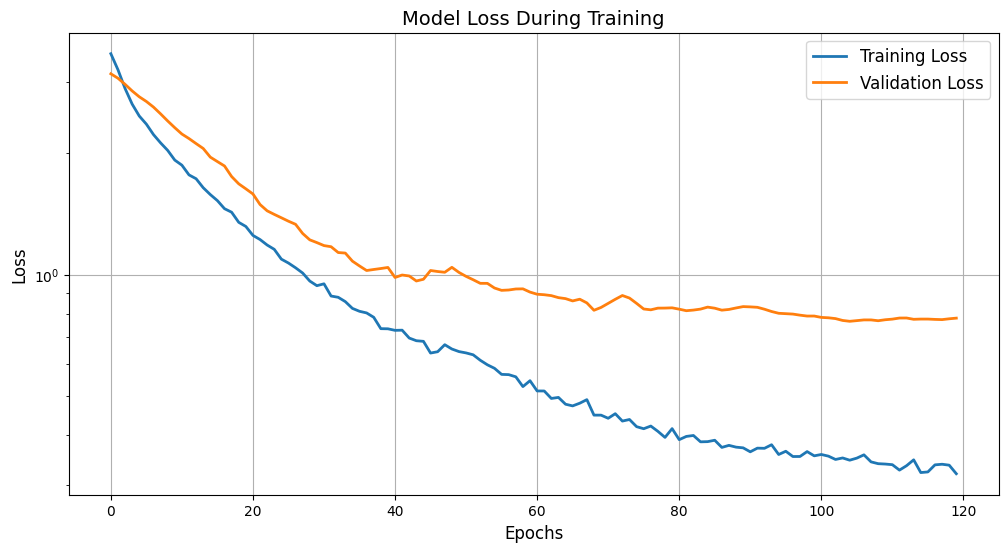 Model Loss During Training
Training Loss
Validation Loss
Loss
10⁰
0 20 40 60 80 100 120
Epochs